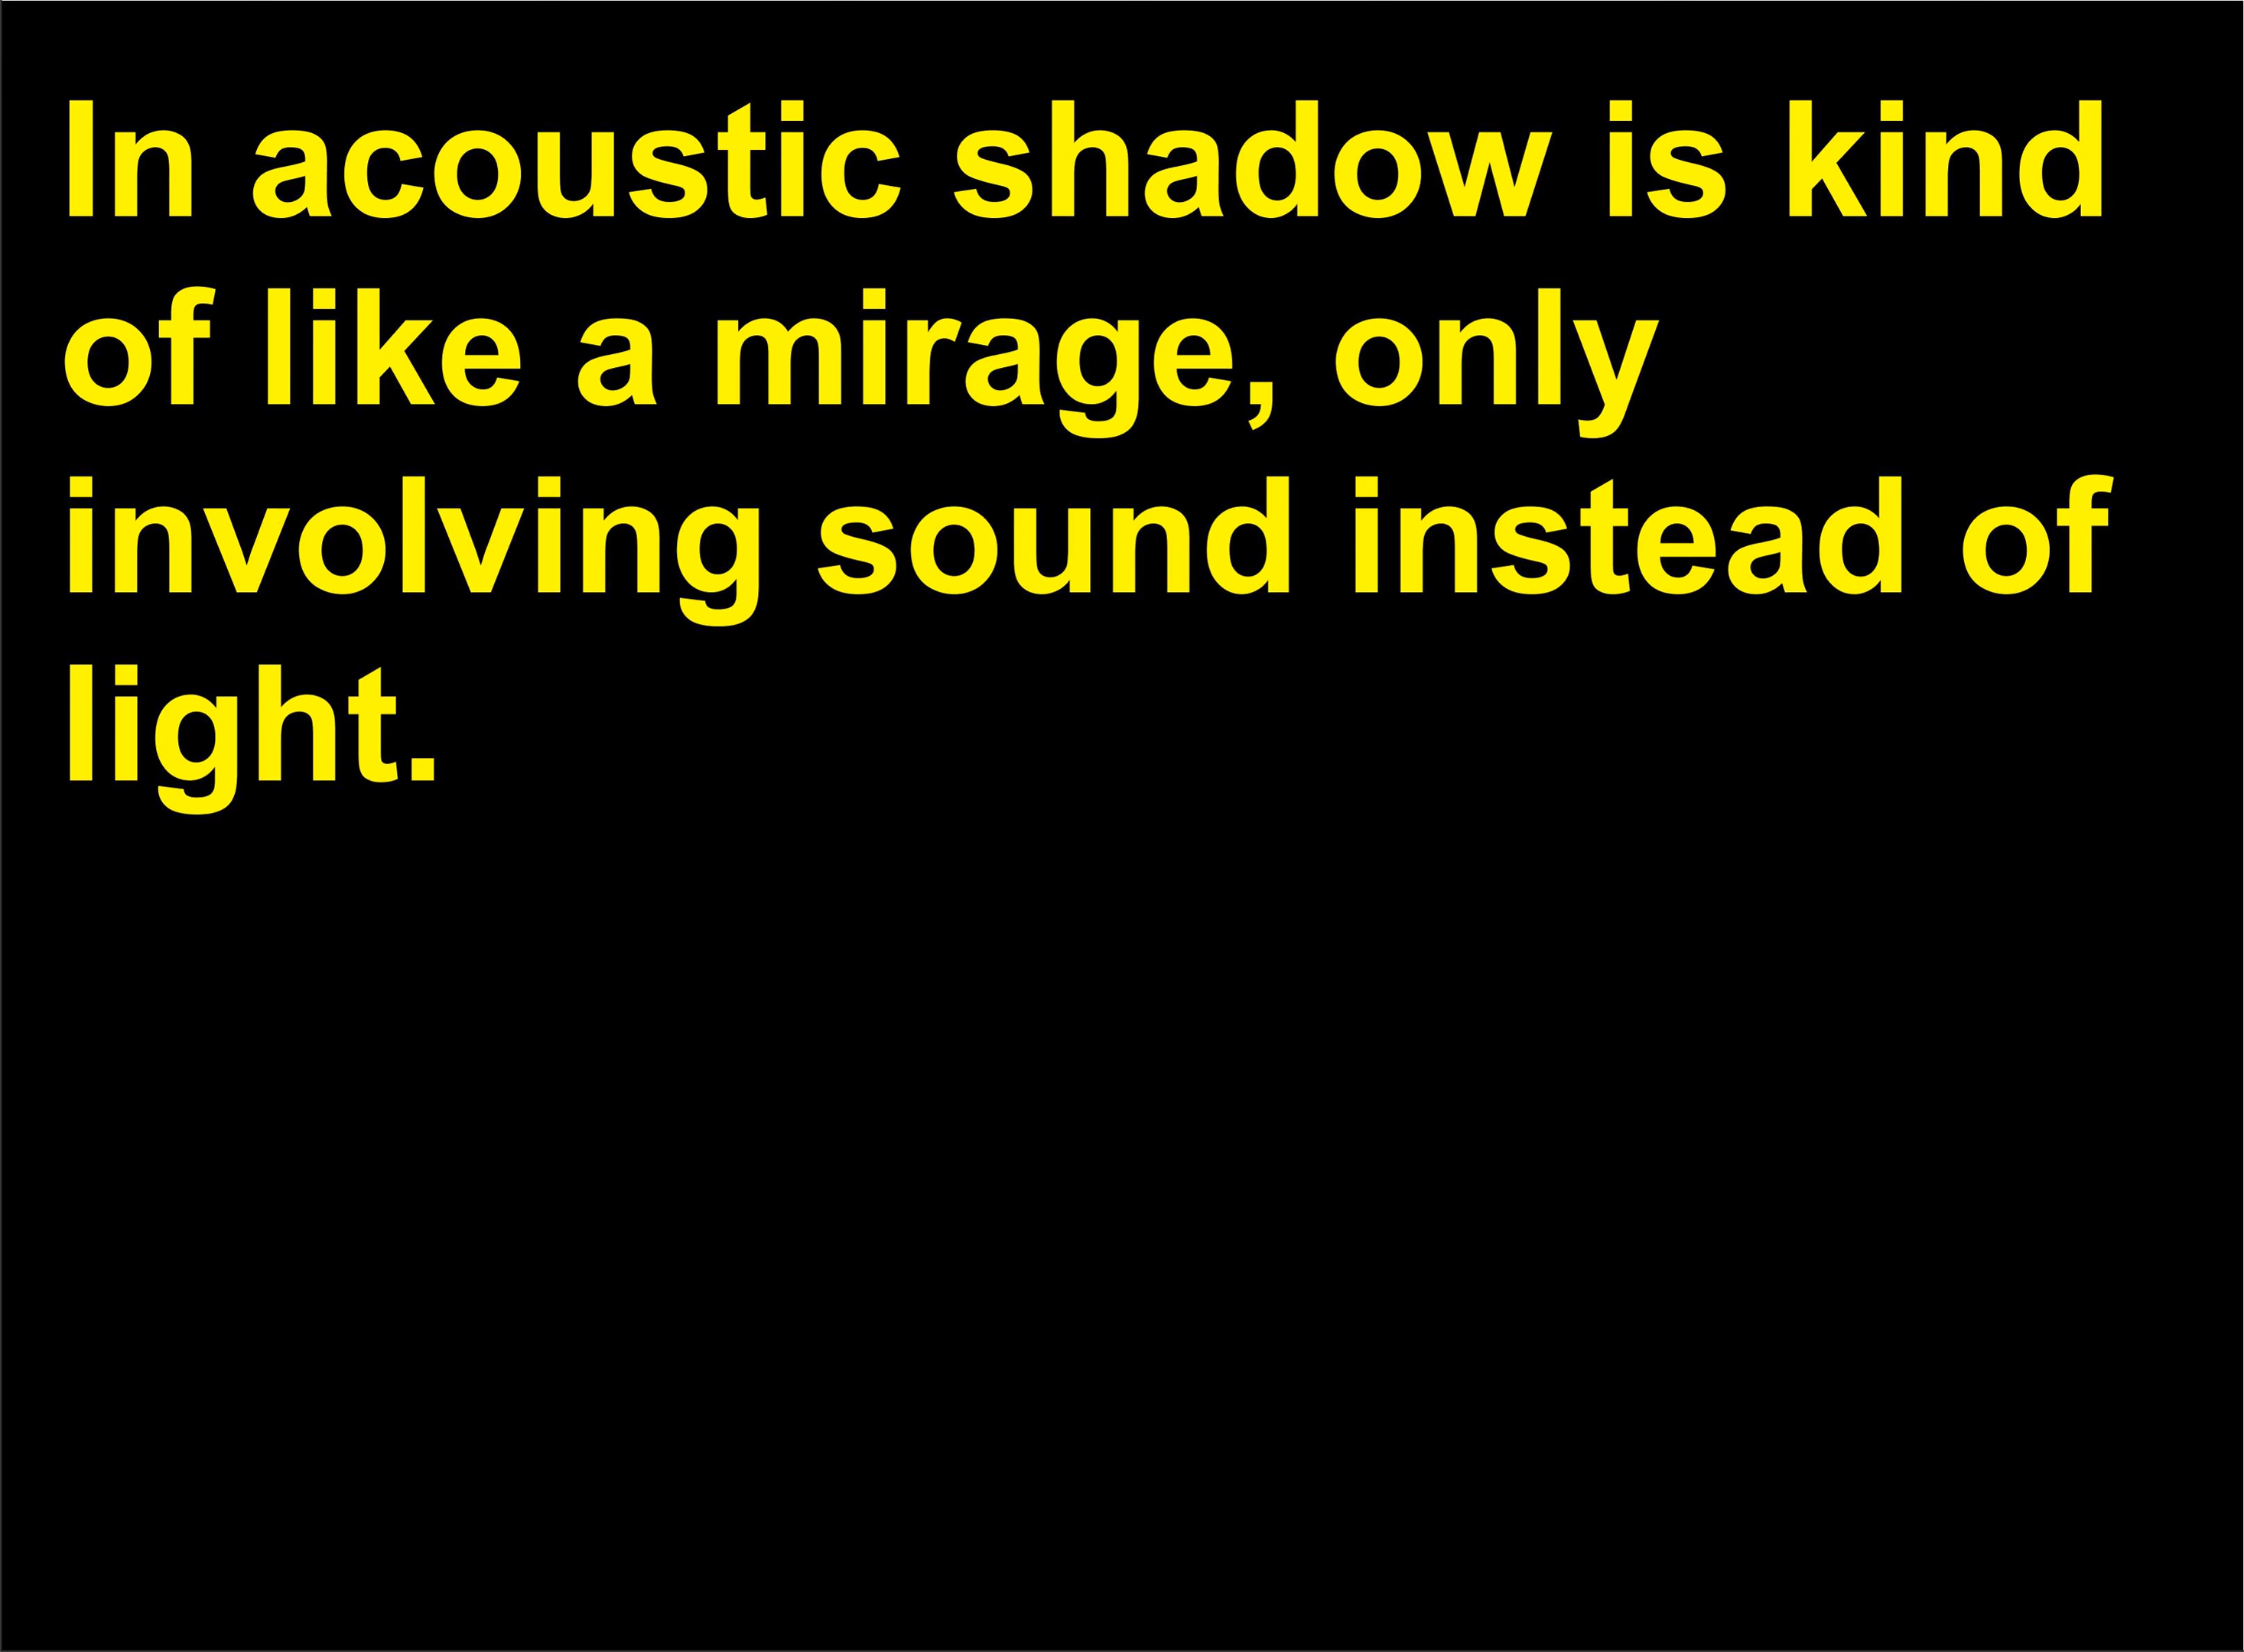 In acoustic shadow is kind
of like a mirage, only
involving sound instead of
light.